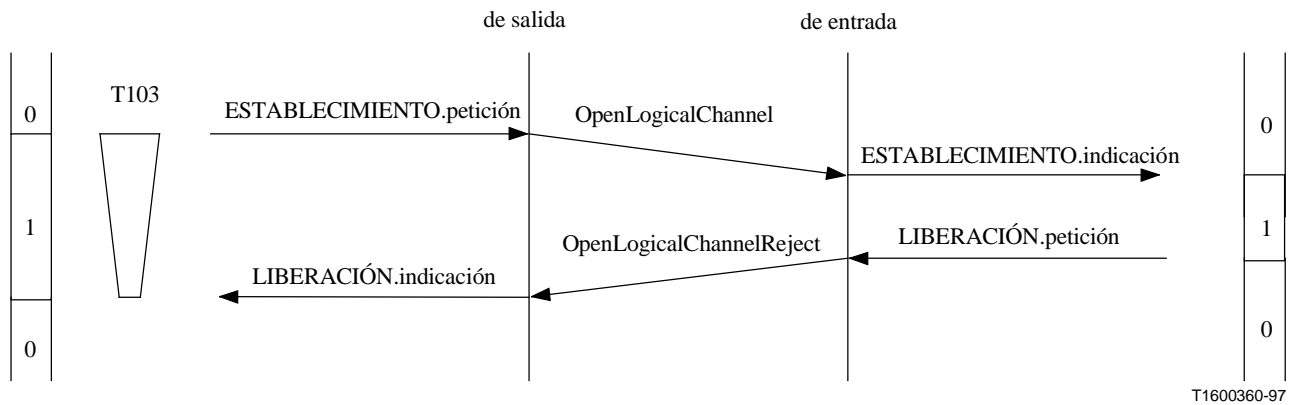 de salida
de entrada
T103
0
ESTABLECIMIENTO.petición
OpenLogicalChannel
0
ESTABLECIMIENTO.indicación
1
OpenLogicalChannelReject
LIBERACIÓN.petición
1
LIBERACIÓN.indicación
0
0
T1600360-97